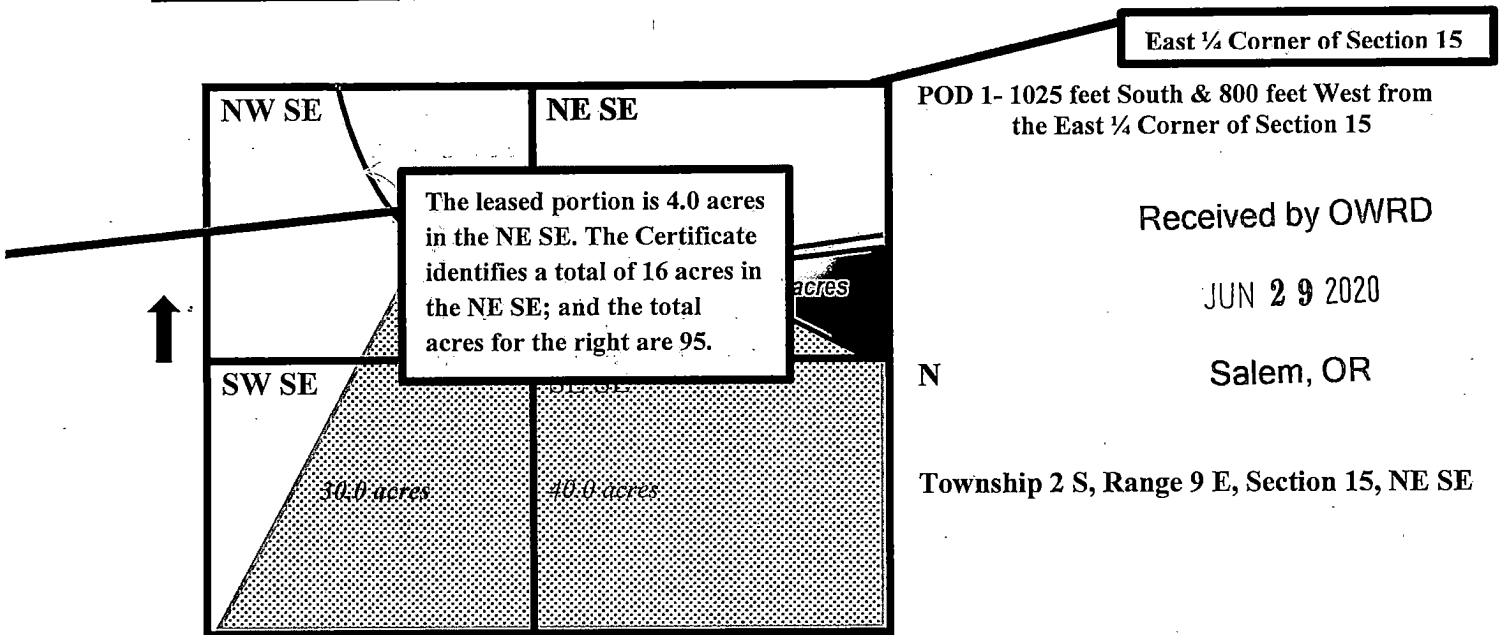 East ¼ Corner of Section 15
NW SE
NE SE
POD 1- 1025 feet South & 800 feet West from
the East ¼ Corner of Section 15
The leased portion is 4.0 acres
in the NE SE. The Certificate
identifies a total of 16 acres in
the NE SE; and the total
acres for the right are 95.
acres
Received by OWRD
JUN 29 2020
Salem, OR
N
SW SE
30.0 acres
40.0 acres
Township 2 S, Range 9 E, Section 15, NE SE